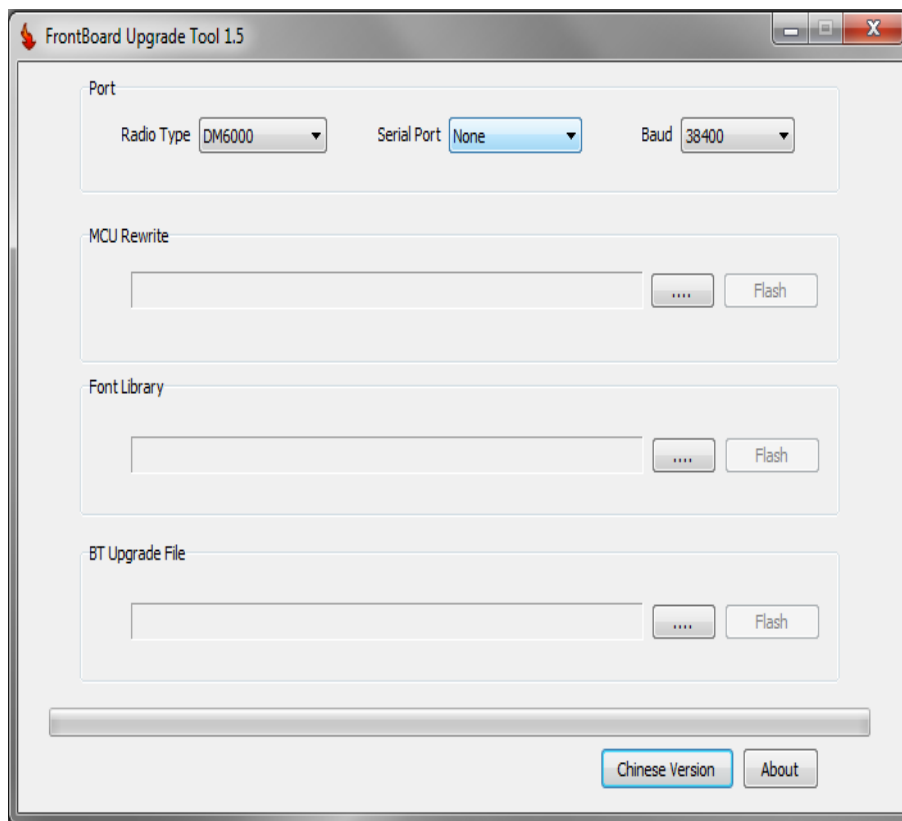 FrontBoard Upgrade Tool 1.5
Port
Radio Type DM6000 Serial Port None Baud 38400
MCU Rewrite
.... Flash
Font Library
.... Flash
BT Upgrade File
.... Flash
Chinese Version About